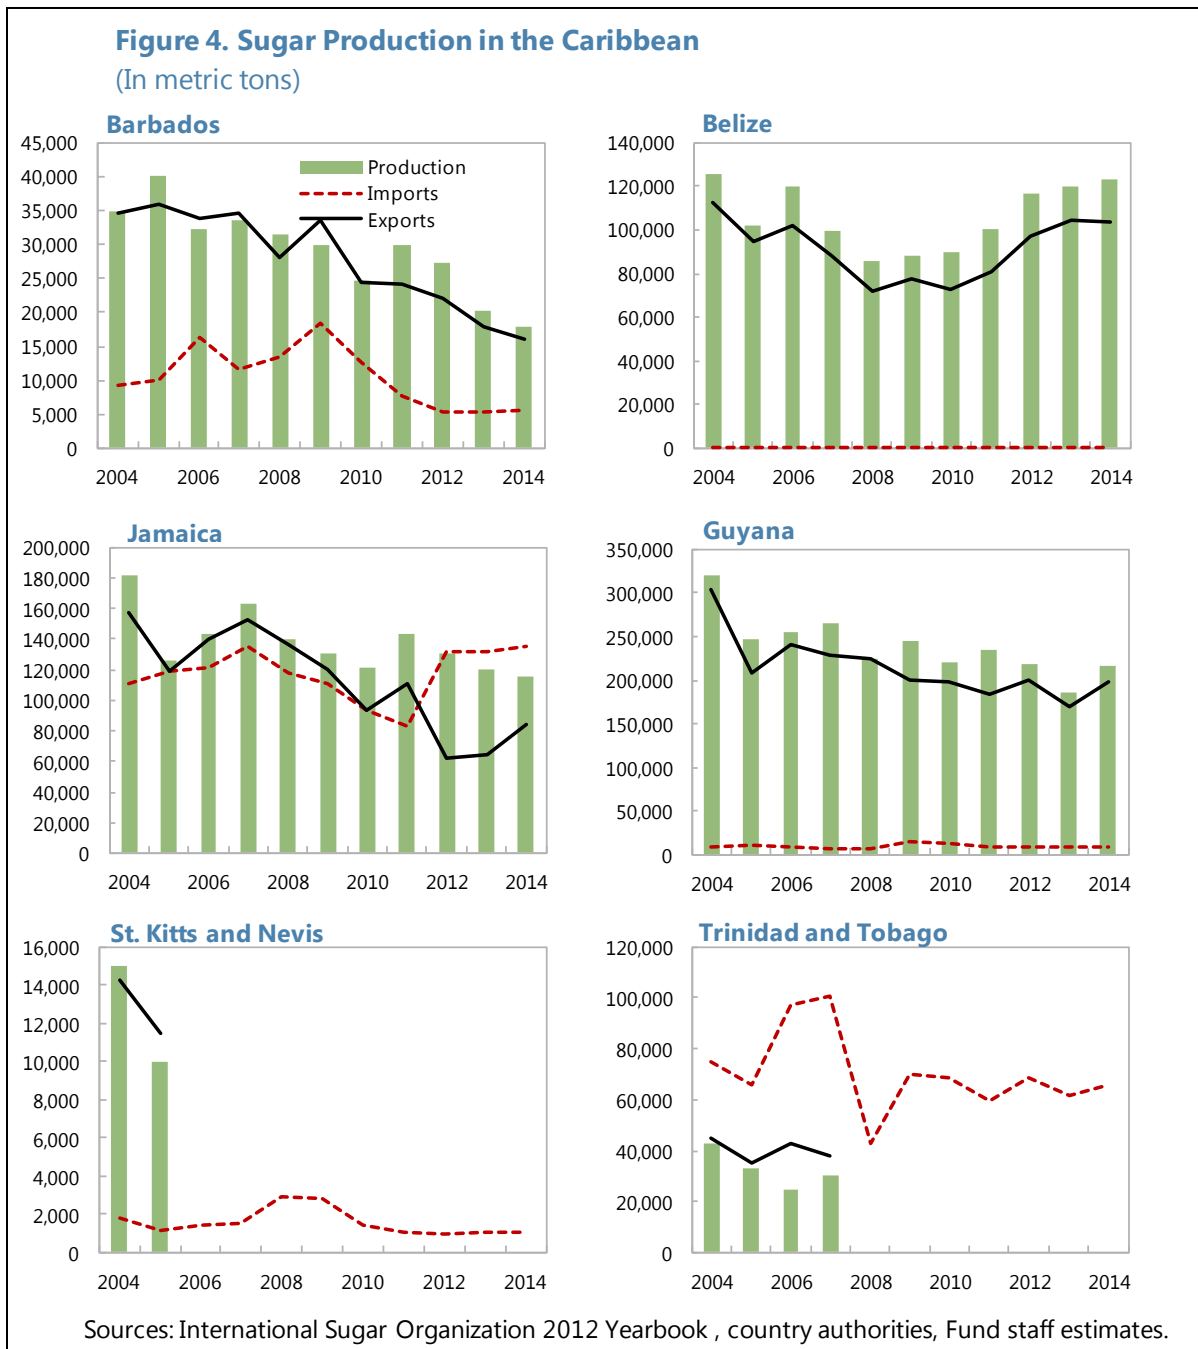 Figure 4. Sugar Production in the Caribbean
(In metric tons)
Barbados
45,000
40,000
35,000
30,000
25,000
20,000
15,000
10,000
5,000
0
Production
Imports
Exports
2004 2006 2008 2010 2012 2014
Belize
140,000
120,000
100,000
80,000
60,000
40,000
20,000
0
2004 2006 2008 2010 2012 2014
Jamaica
200,000
180,000
160,000
140,000
120,000
100,000
80,000
60,000
40,000
20,000
0
2004 2006 2008 2010 2012 2014
Guyana
350,000
300,000
250,000
200,000
150,000
100,000
50,000
0
2004 2006 2008 2010 2012 2014
St. Kitts and Nevis
16,000
14,000
12,000
10,000
8,000
6,000
4,000
2,000
0
2004 2006 2008 2010 2012 2014
Trinidad and Tobago
120,000
100,000
80,000
60,000
40,000
20,000
0
2004 2006 2008 2010 2012 2014
Sources: International Sugar Organization 2012 Yearbook , country authorities, Fund staff estimates.